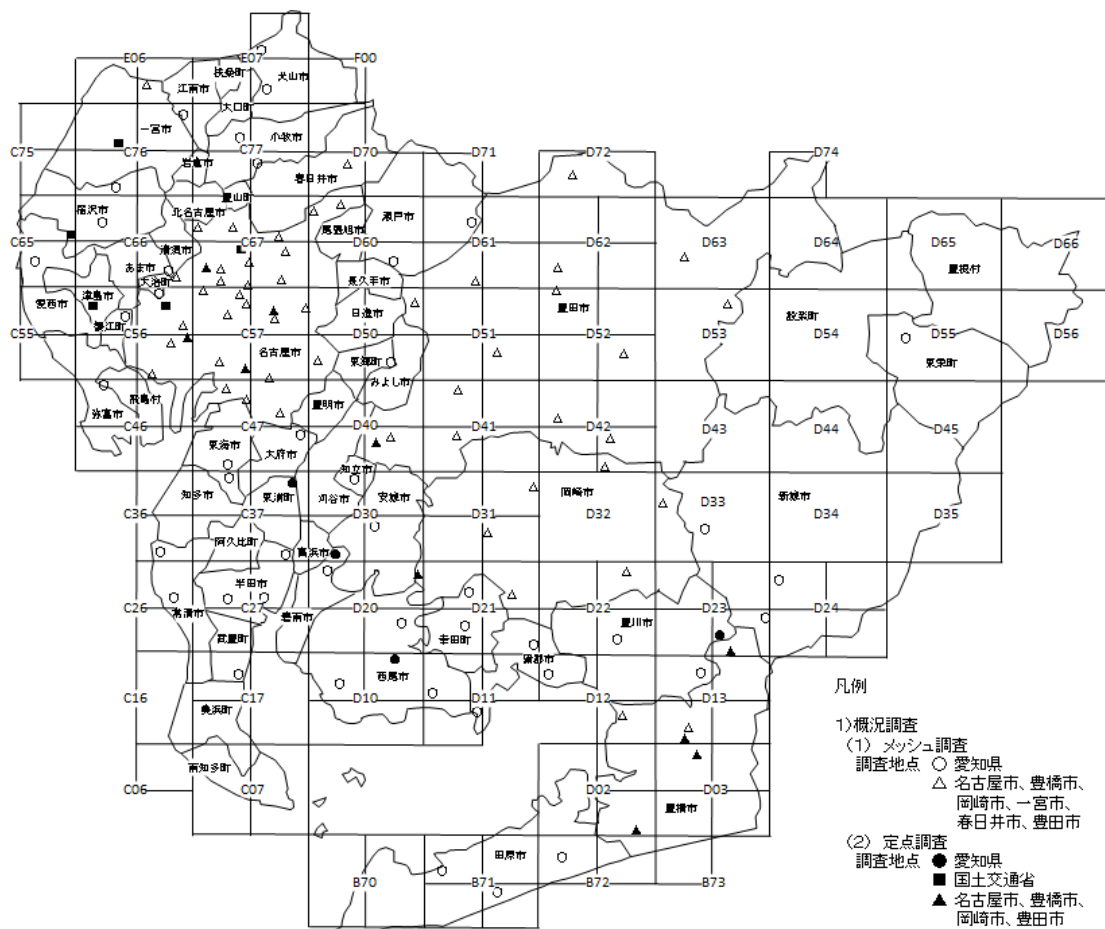 E06 E07 F00
扶桑町
犬山市
江南市
大口町
一宮市
小牧市
C75 C76 C77 D70 D71 D72 D74
岩倉市
春日井市
豊山町
稲沢市
北名古屋市
瀬戸市
尾張旭市
C65 C66 C67 D60 D61 D62 D63 D64 D65 D66
清須市
豊根村
あま市
大治町
長久手市
愛西市
津島市
豊田市
日進市
設楽町
蟹江町
C55 C56 C57 D50 D51 D52 D53 D54 D55 D56
名古屋市
東郷町
東栄町
みよし市
弥富市
飛島村
豊明市
C46 C47 D40 D41 D42 D43 D44 D45
東海市
大府市
知立市
知多市
東浦町
刈谷市
安城市
岡崎市
新城市
D33
C36 C37 D30 D31 D32 D34 D35
阿久比町
高浜市
半田市
C26 C27 D20 D21 D22 D23 D24
常滑市
碧南市
武豊町
幸田町
豊川市
蒲郡市
西尾市
C16 C17 D10 D11 D12 D13
美浜町
南知多町
C06 C07 D02 D03
豊橋市
田原市
B70 B71 B72 B73
凡例
1)概況調査
(1) メッシュ調査
調査地点 ○ 愛知県
△ 名古屋市、豊橋市、
岡崎市、一宮市、
春日井市、豊田市
(2) 定点調査
調査地点 ● 愛知県
■ 国土交通省
▲ 名古屋市、豊橋市、
岡崎市、豊田市